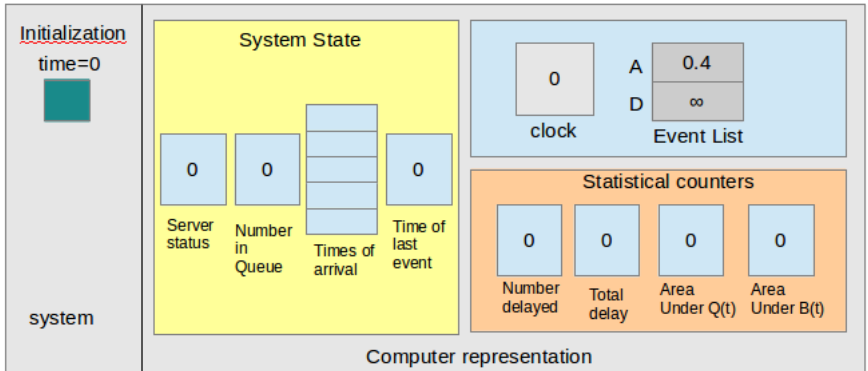 Initialization
time=0
system
System State
0
0
0
Server
status
Number
in
Queue
Times of
arrival
Time of
last
event
0
clock
A
0.4
D
∞
Event List
Statistical counters
0
0
0
0
Number
delayed
Total
delay
Area
Under Q(t)
Area
Under B(t)
Computer representation